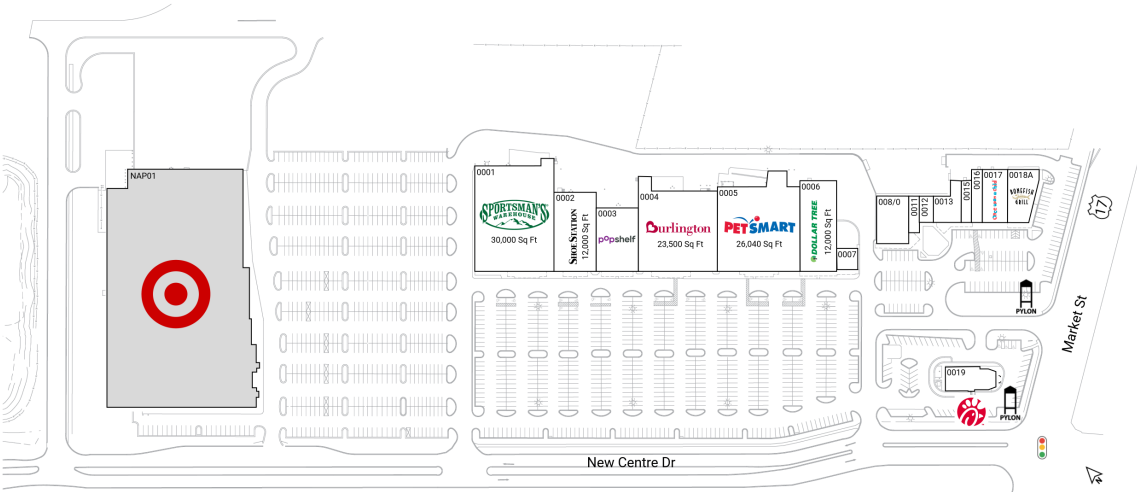 NAP01
0001
SPORTSMAN'S
WAREHOUSE
30,000 Sq Ft
0002
SHOE STATION
12,000 Sq Ft
0003
popshelf
0004
Burlington
23,500 Sq Ft
0005
PETSMART
26,040 Sq Ft
0006
DOLLAR TREE
12,000 Sq Ft
0007
008/0
0011
0012
0013
0015
0016
0017
0018A
BONEFISH
GRILL
17
PYLON
Market St
0019
PYLON
New Centre Dr
N